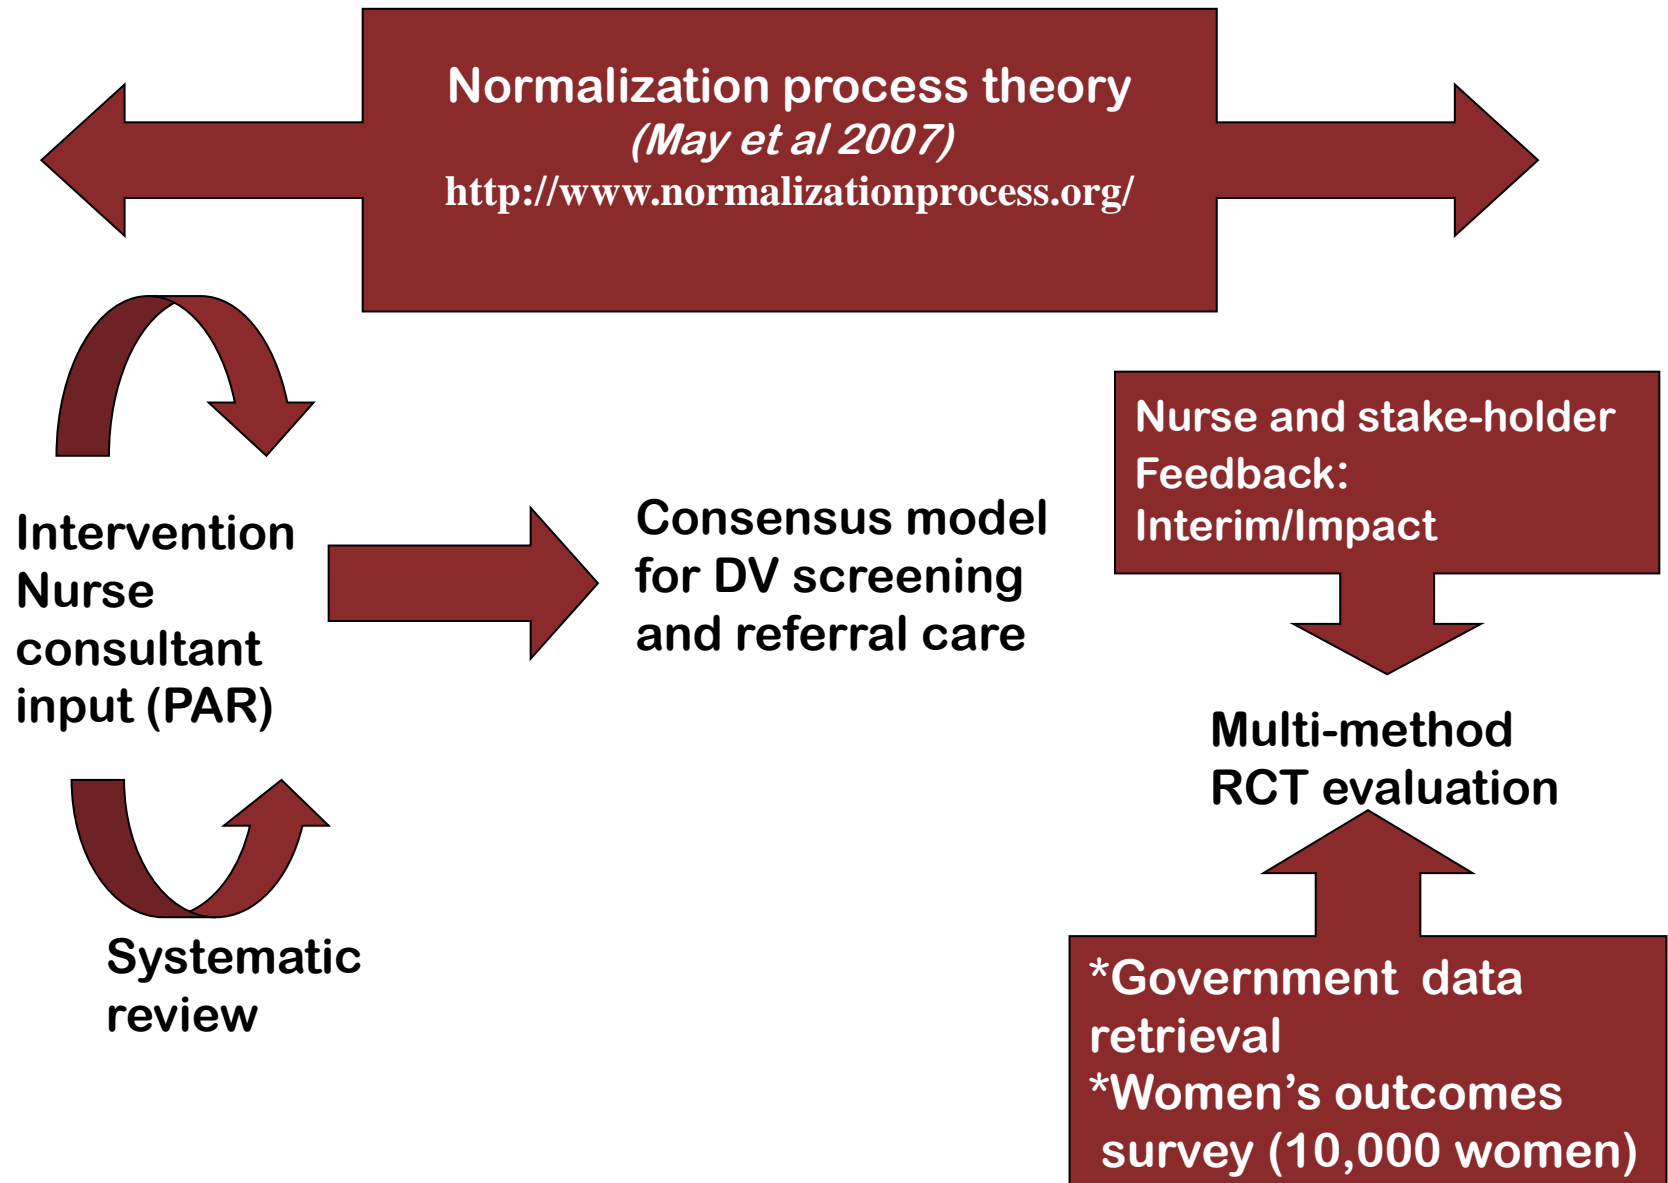 Normalization process theory
(May et al 2007)
http://www.normalizationprocess.org/
Intervention
Nurse
consultant
input (PAR)
Systematic
review
Consensus model
for DV screening
and referral care
Nurse and stake-holder
Feedback:
Interim/Impact
Multi-method
RCT evaluation
*Government data
retrieval
*Women’s outcomes
survey (10,000 women)